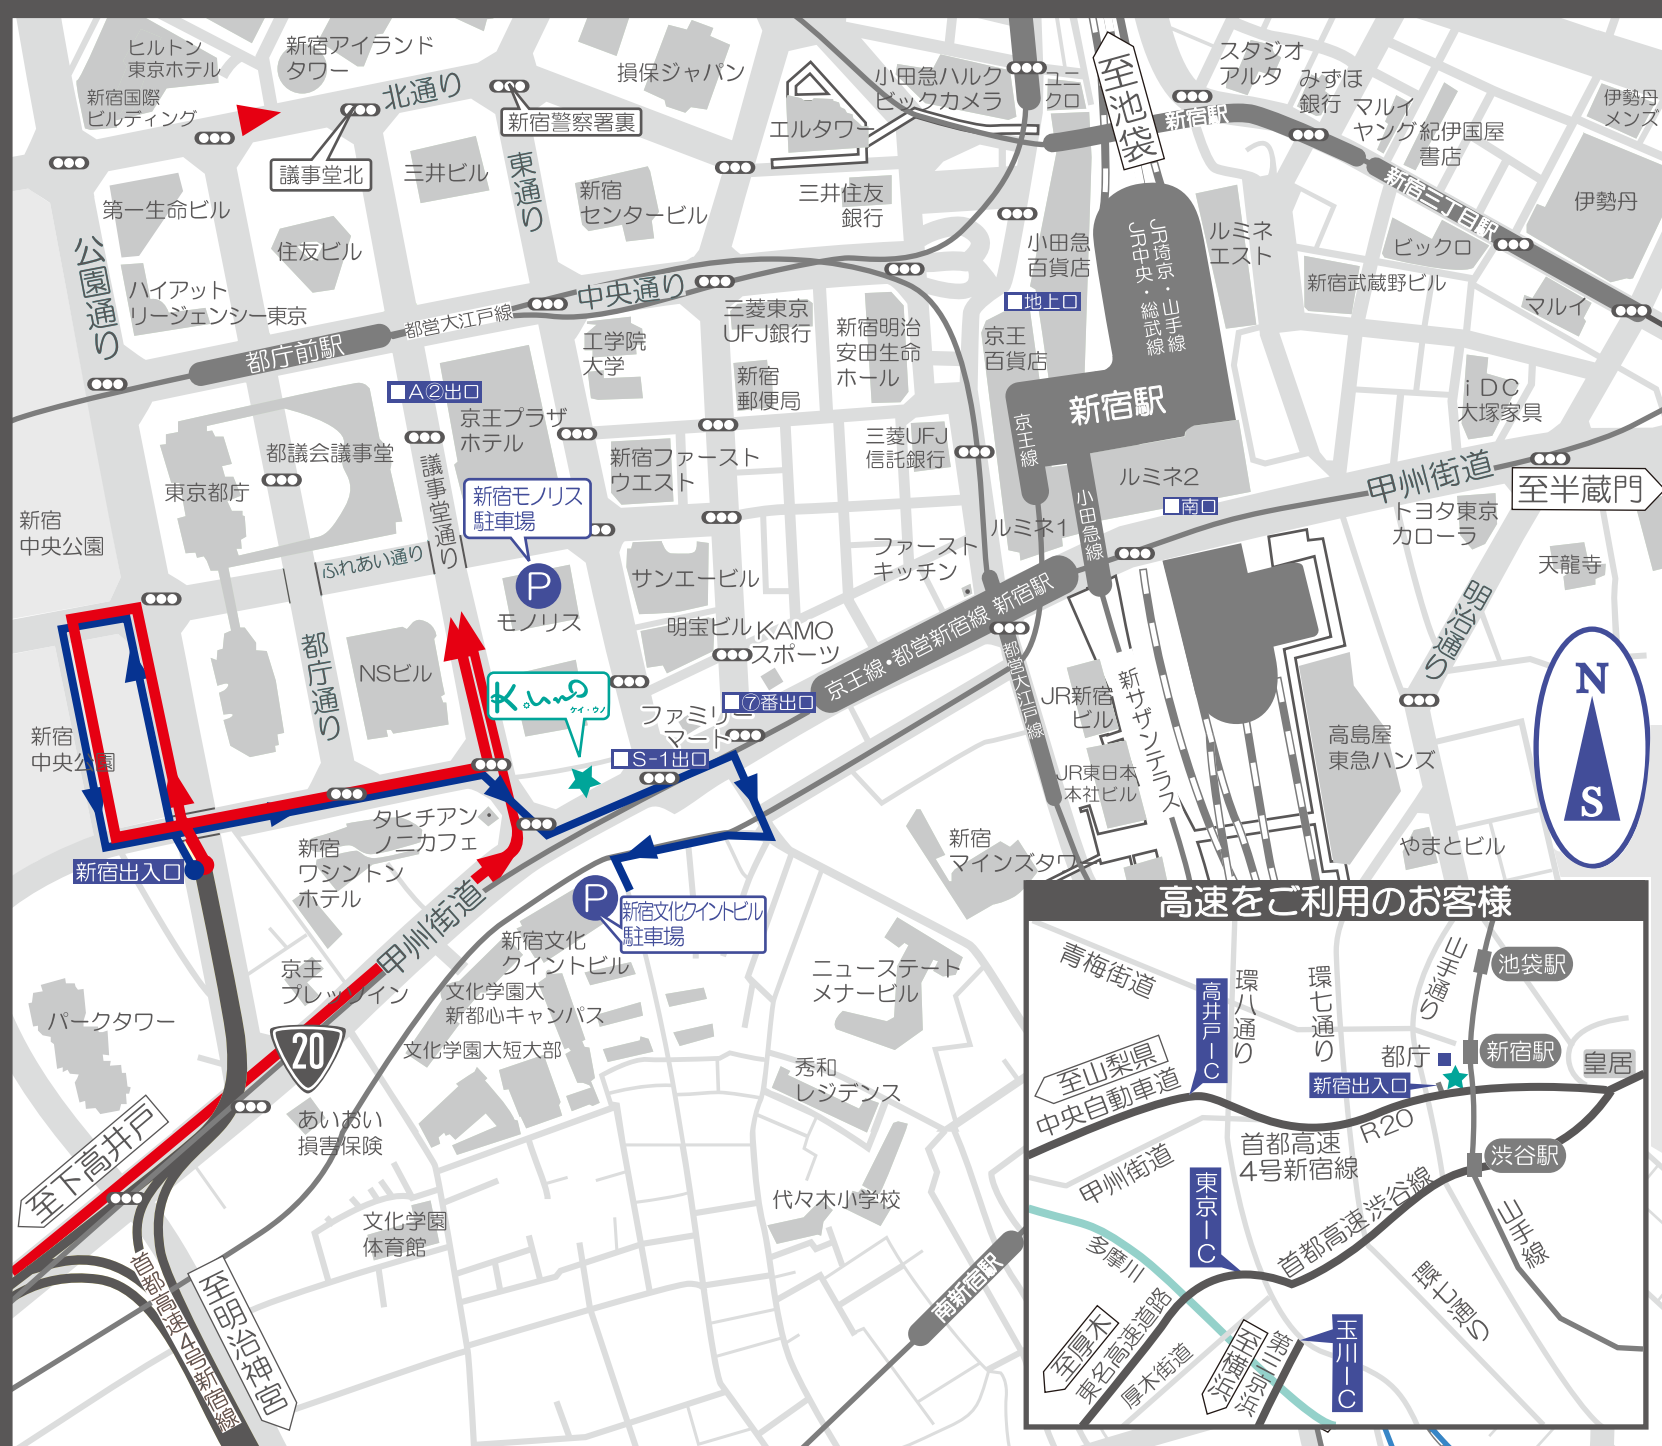 ヒルトン
東京ホテル
新宿アイランド
タワー
新宿国際
ビルディング
北通り
議事堂北
新宿警察署裏
損保ジャパン
小田急ハルク
ビックカメラ
ユニ
クロ
至池袋
新宿駅
スタジオ
アルタ
みずほ
銀行
マルイ
ヤング
紀伊国屋
書店
伊勢丹
メンズ
エルタワー
三井ビル
東通り
新宿
センタービル
三井住友
銀行
第一生命ビル
住友ビル
公園通り
ハイアット
リージェンシー東京
都庁前駅
都営大江戸線
中央通り
小田急
百貨店
地上口
JR埼京・山手線
JR中央・総武線
ルミネ
エスト
新宿三丁目駅
伊勢丹
ビックロ
新宿武蔵野ビル
マルイ
工学院
大学
三菱東京
UFJ銀行
新宿明治
安田生命
ホール
京王
百貨店
新宿
郵便局
A②出口
京王プラザ
ホテル
新宿駅
京王線
iDC
大塚家具
都議会議事堂
東京都庁
議事堂通り
新宿ファースト
ウエスト
三菱UFJ
信託銀行
ルミネ2
小田急線
南口
甲州街道
至半蔵門
新宿モノリス
駐車場
P
モノリス
新宿
中央公園
ふれあい通り
サンエービル
ルミネ1
ファースト
キッチン
トヨタ東京
カローラ
天龍寺
明治通り
都庁通り
NSビル
明宝ビル
KAMO
スポーツ
京王線・都営新宿線 新宿駅
都営大江戸線
JR新宿
ビル
新サザンテラス
JR東日本
本社ビル
高島屋
東急ハンズ
N
S
ケイ・ウノ
⑦番出口
ファミリー
マート
S-1出口
新宿
中央公園
新宿出入口
タヒチアン
ノニカフェ
新宿
ワシントン
ホテル
甲州街道
P
新宿文化クイントビル
駐車場
新宿
マインズタワー
やまとビル
京王
プレッソイン
20
新宿文化
クイントビル
文化学園大
新都心キャンパス
文化学園大短大部
ニューステート
メナービル
秀和
レジデンス
パークタワー
あいおい
損害保険
至下高井戸
文化学園
体育館
代々木小学校
南新宿駅
首都高速4号新宿線
至明治神宮
高速をご利用のお客様
青梅街道
高井戸IC
環八通り
環七通り
山手通り
池袋駅
新宿駅
都庁
新宿出入口
皇居
至山梨県
中央自動車道
R20
首都高速
4号新宿線
甲州街道
東京IC
渋谷駅
首都高速渋谷線
山手線
多摩川
至厚木
東名高速道路
厚木街道
至横浜
第三京浜
玉川IC
環七通り